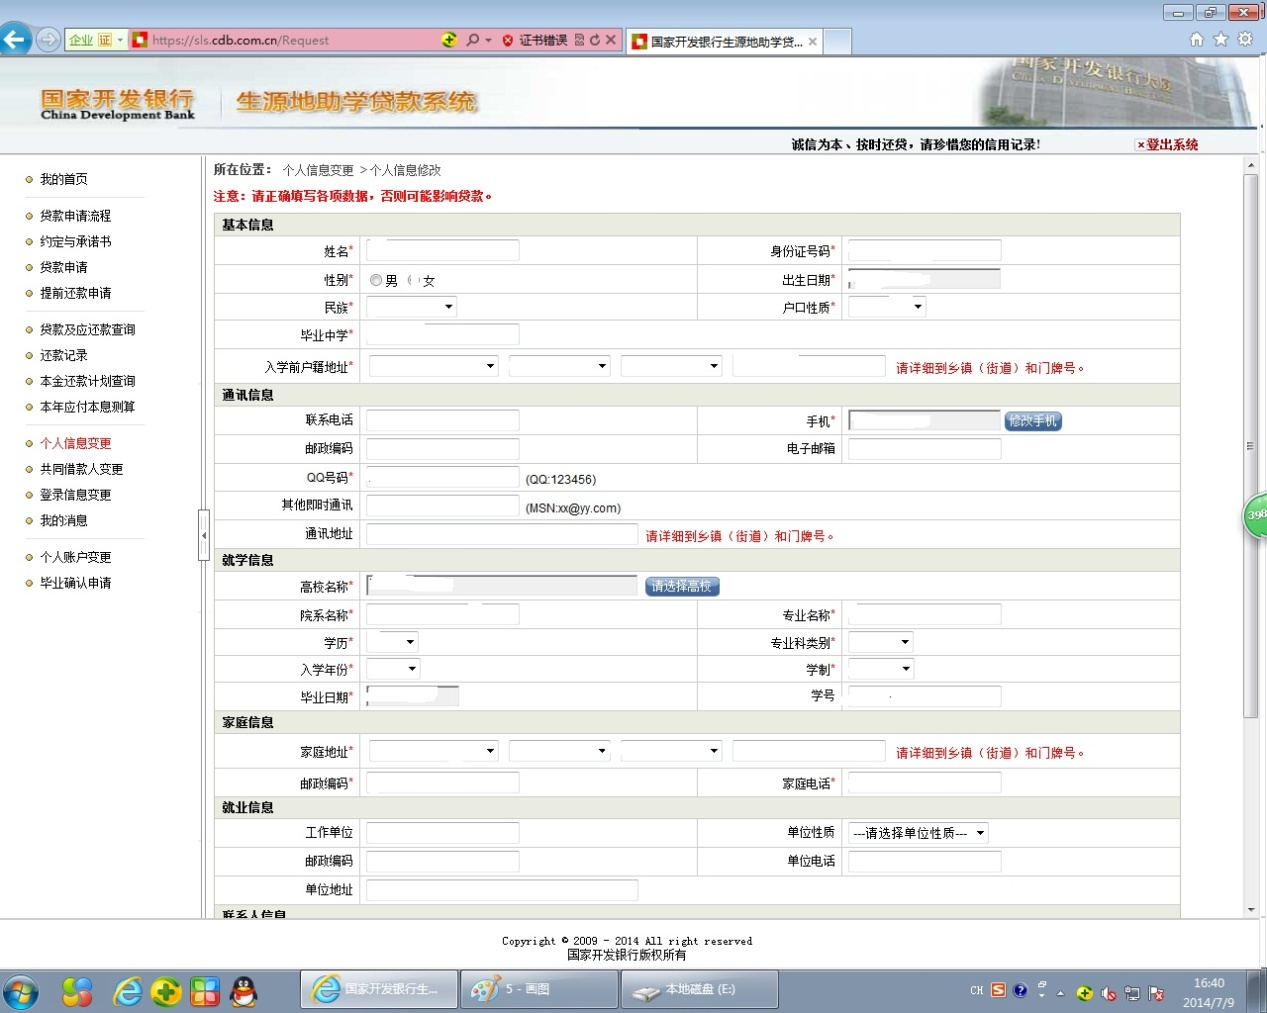 企业 证 https://sls.cdb.com.cn/Request 证书错误 国家开发银行生源地助学贷...
国家开发银行 生源地助学贷款系统
China Development Bank
国家开发银行大厦
China Development Bank
诚信为本、按时还贷，请珍惜您的信用记录！ ×登出系统
所在位置： 个人信息变更 >个人信息修改
注意：请正确填写各项数据，否则可能影响贷款。
我的首页
贷款申请流程
约定与承诺书
贷款申请
提前还款申请
贷款及应还款查询
还款记录
本金还款计划查询
本年应付本息测算
个人信息变更
共同借款人变更
登录信息变更
我的消息
个人账户变更
毕业确认申请
基本信息
姓名* 身份证号码*
性别* 男 女 出生日期*
民族* 户口性质*
毕业中学*
入学前户籍地址* 请详细到乡镇（街道）和门牌号。
通讯信息
联系电话 手机* 修改手机
邮政编码 电子邮箱
QQ号码* (QQ:123456)
其他即时通讯 (MSN:xx@yy.com)
通讯地址 请详细到乡镇（街道）和门牌号。
就学信息
高校名称* 请选择高校
院系名称* 专业名称*
学历* 专业科类别*
入学年份* 学制*
毕业日期* 学号
家庭信息
家庭地址* 请详细到乡镇（街道）和门牌号。
邮政编码* 家庭电话*
就业信息
工作单位 单位性质 ---请选择单位性质---
邮政编码 单位电话
单位地址
联系人信息
398
Copyright © 2009 - 2014 All right reserved
国家开发银行版权所有
国家开发银行生... 5 - 画图 本地磁盘 (E:) CH 16:40
2014/7/9